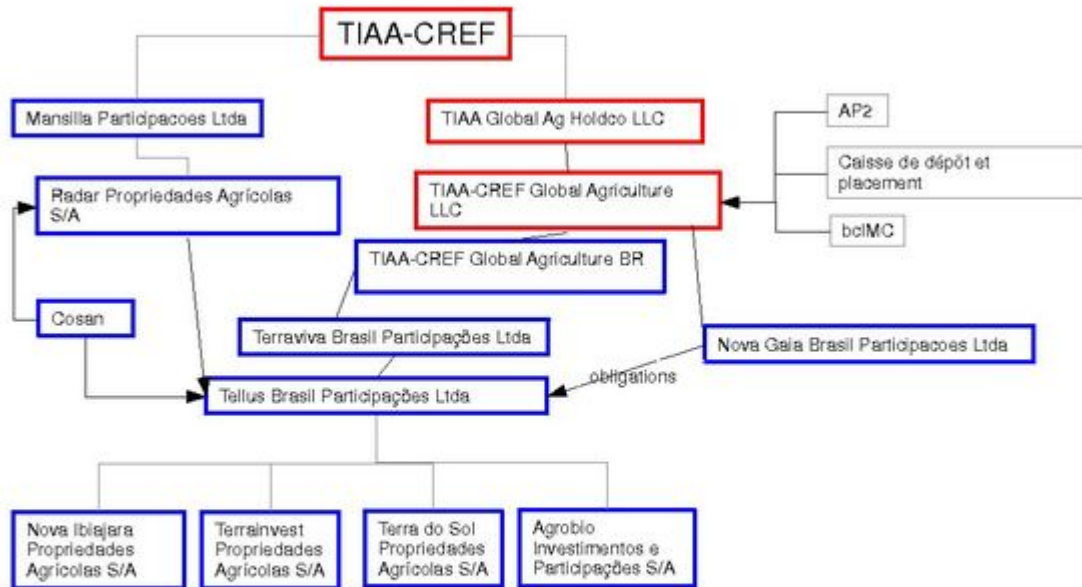 TIAA-CREF
Mansilla Participacoes Ltda
TIAA Global Ag Holdco LLC
AP2
Caisse de dépôt et
placement
bcIMC
Radar Propriedades Agrícolas
S/A
TIAA-CREF Global Agriculture
LLC
TIAA-CREF Global Agriculture BR
Cosan
Terraviva Brasil Participações Ltda
Nova Gaia Brasil Participacoes Ltda
obligations
Tellus Brasil Participações Ltda
Nova Ibiajara
Propriedades
Agrícolas S/A
Terrainvest
Propriedades
Agrícolas S/A
Terra do Sol
Propriedades
Agrícolas S/A
Agrobio
Investimentos e
Participações S/A